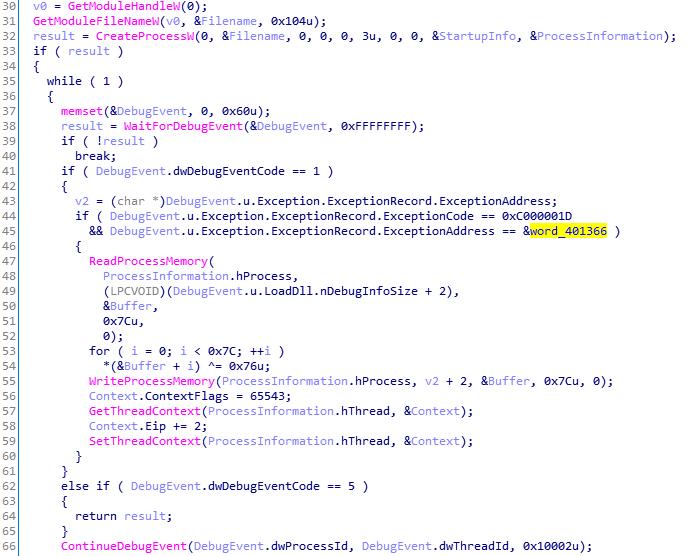 30 v0 = GetModuleHandleW(0);
31 GetModuleFileNameW(v0, &Filename, 0x104u);
32 result = CreateProcessW(0, &Filename, 0, 0, 0, 3u, 0, 0, &StartupInfo, &ProcessInformation);
33 if ( result )
34 {
35 while ( 1 )
36 {
37 memset(&DebugEvent, 0, 0x60u);
38 result = WaitForDebugEvent(&DebugEvent, 0xFFFFFFFF);
39 if ( !result )
40 break;
41 if ( DebugEvent.dwDebugEventCode == 1 )
42 {
43 v2 = (char *)DebugEvent.u.Exception.ExceptionRecord.ExceptionAddress;
44 if ( DebugEvent.u.Exception.ExceptionRecord.ExceptionCode == 0xC000001D
45 && DebugEvent.u.Exception.ExceptionRecord.ExceptionAddress == &word_401366 )
46 {
47 ReadProcessMemory(
48 ProcessInformation.hProcess,
49 (LPCVOID)(DebugEvent.u.LoadDll.nDebugInfoSize + 2),
50 &Buffer,
51 0x7Cu,
52 0);
53 for ( i = 0; i < 0x7C; ++i )
54 *(&Buffer + i) ^= 0x76u;
55 WriteProcessMemory(ProcessInformation.hProcess, v2 + 2, &Buffer, 0x7Cu, 0);
56 Context.ContextFlags = 65543;
57 GetThreadContext(ProcessInformation.hThread, &Context);
58 Context.Eip += 2;
59 SetThreadContext(ProcessInformation.hThread, &Context);
60 }
61 }
62 else if ( DebugEvent.dwDebugEventCode == 5 )
63 {
64 return result;
65 }
66 ContinueDebugEvent(DebugEvent.dwProcessId, DebugEvent.dwThreadId, 0x10002u);